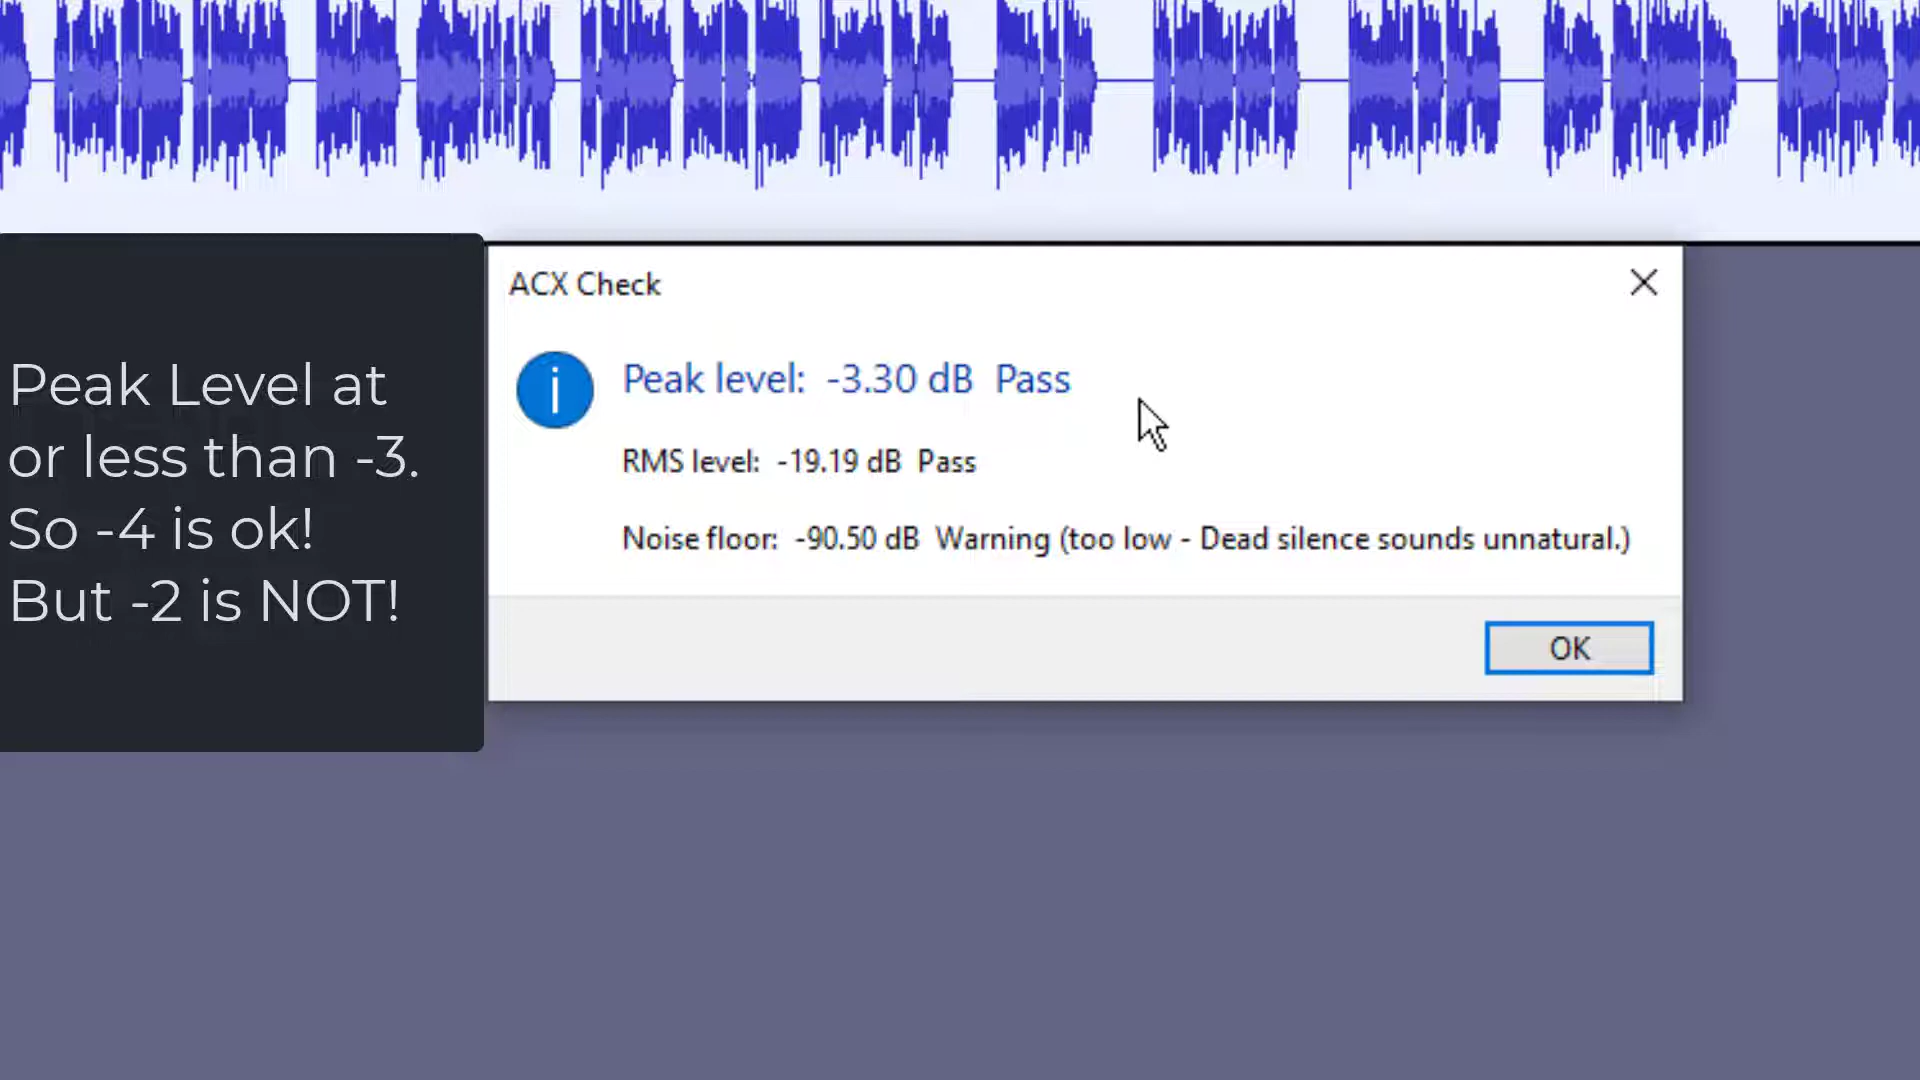 ACX Check
Peak Level at
or less than -3.
So -4 is ok!
But -2 is NOT!
Peak level: -3.30 dB Pass
RMS level: -19.19 dB Pass
Noise floor: -90.50 dB Warning (too low - Dead silence sounds unnatural.)
OK